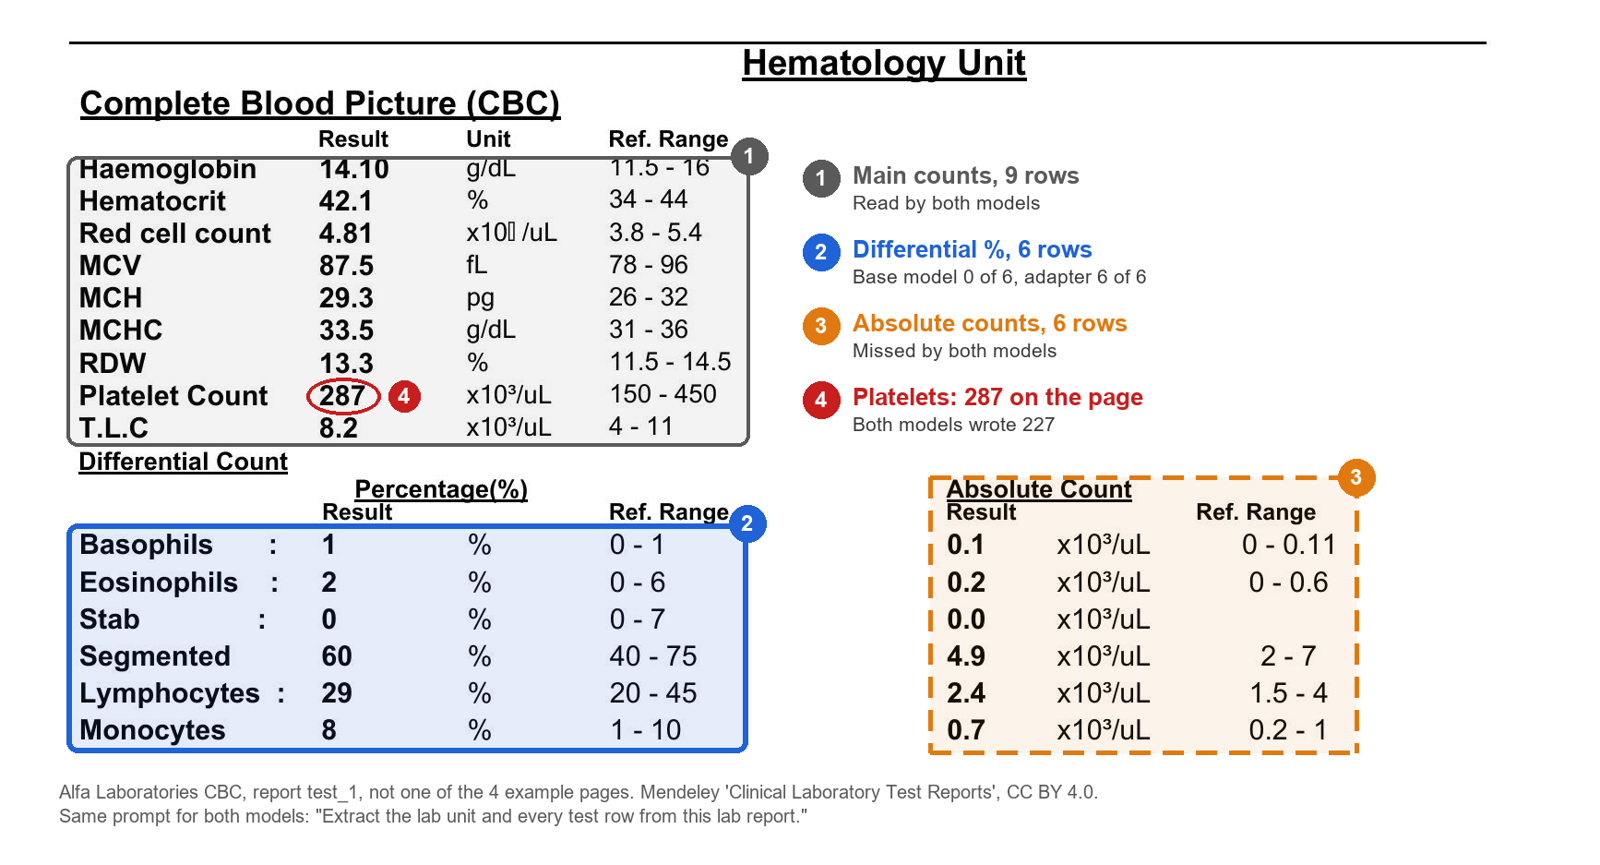 Hematology Unit
Complete Blood Picture (CBC)
Result Unit Ref. Range
1
Haemoglobin 14.10 g/dL 11.5 - 16
Hematocrit 42.1 % 34 - 44
Red cell count 4.81 x10▯ /uL 3.8 - 5.4
MCV 87.5 fL 78 - 96
MCH 29.3 pg 26 - 32
MCHC 33.5 g/dL 31 - 36
RDW 13.3 % 11.5 - 14.5
Platelet Count 287 4 x10³/uL 150 - 450
T.L.C 8.2 x10³/uL 4 - 11
1 Main counts, 9 rows
Read by both models
2 Differential %, 6 rows
Base model 0 of 6, adapter 6 of 6
3 Absolute counts, 6 rows
Missed by both models
4 Platelets: 287 on the page
Both models wrote 227
Differential Count
Percentage(%)
Result Ref. Range
2
Basophils : 1 % 0 - 1
Eosinophils : 2 % 0 - 6
Stab : 0 % 0 - 7
Segmented 60 % 40 - 75
Lymphocytes : 29 % 20 - 45
Monocytes 8 % 1 - 10
3
Absolute Count
Result Ref. Range
0.1 x10³/uL 0 - 0.11
0.2 x10³/uL 0 - 0.6
0.0 x10³/uL
4.9 x10³/uL 2 - 7
2.4 x10³/uL 1.5 - 4
0.7 x10³/uL 0.2 - 1
Alfa Laboratories CBC, report test_1, not one of the 4 example pages. Mendeley 'Clinical Laboratory Test Reports', CC BY 4.0.
Same prompt for both models: "Extract the lab unit and every test row from this lab report."